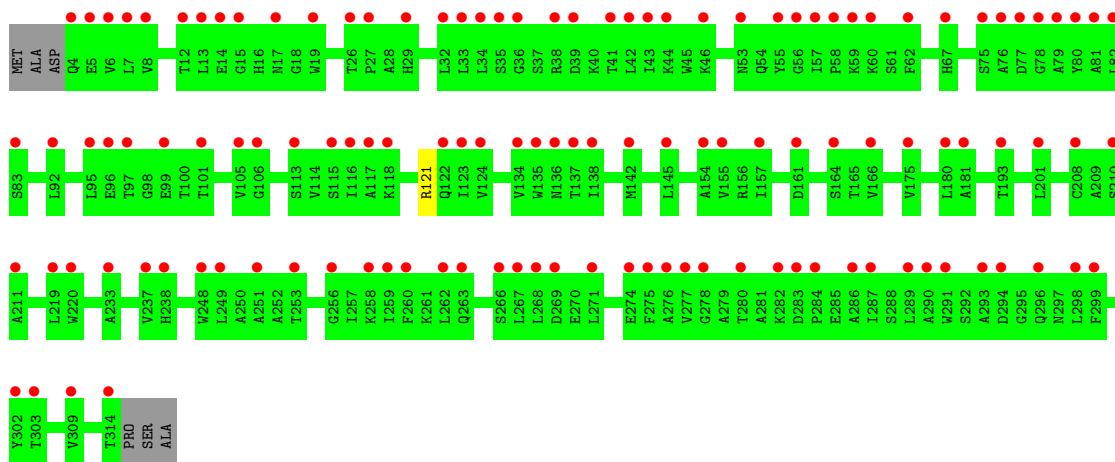 MET ALA ASP Q4 E5 V6 L7 V8 T12 L13 E14 G15 H16 N17 G18 W19 T26 P27 A28 H29 L32 L33 L34 S35 G36 S37 R38 D39 K40 T41 L42 I43 K44 W45 K46 N53 Q54 Y55 G56 I57 P58 K59 K60 S61 F62 H67 S75 A76 D77 G78 A79 Y80 A81 L82
S83 L92 L95 E96 T97 G98 E99 T100 T101 V105 G106 S113 V114 S115 I116 A117 K118 R121 Q122 I123 V124 V134 W135 N136 T137 I138 M142 L145 A154 V155 R156 I157 D161 S164 T165 V166 V175 L180 A181 T193 L201 C208 A209 S210
A211 L219 W220 A233 V237 H238 W248 L249 A250 A251 A252 T253 G256 I257 K258 I259 F260 K261 L262 Q263 S266 L267 L268 D269 E270 L271 E274 F275 A276 V277 G278 T280 A281 K282 D283 P284 E285 A286 I287 S288 L289 A290 W291 S292 A293 D294 G295 Q296 N297 L298 F299
Y302 T303 V309 T314 PRO SER ALA